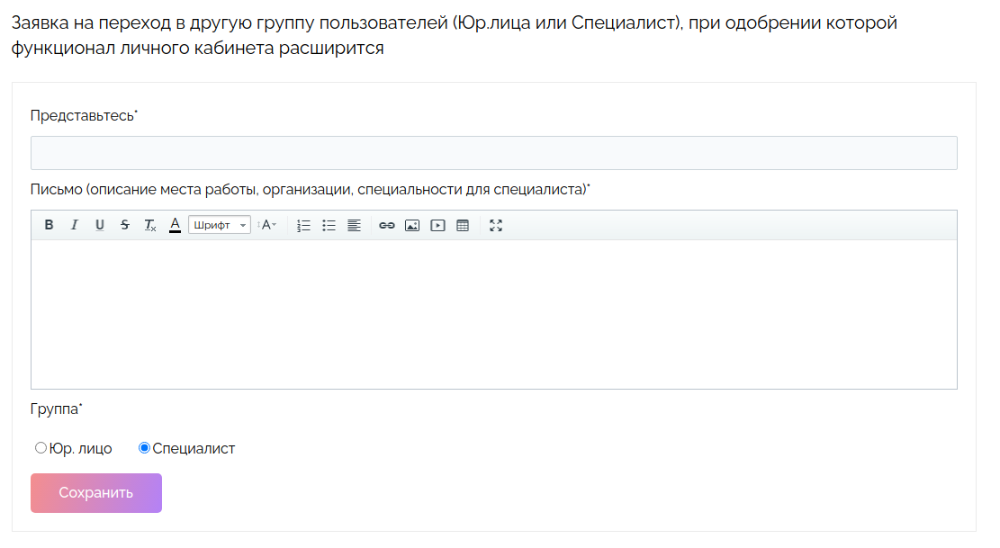 Заявка на переход в другую группу пользователей (Юр.лица или Специалист), при одобрении которой
функционал личного кабинета расширится
Представьтесь*
Письмо (описание места работы, организации, специальности для специалиста)*
B I U S Tx A Шрифт A
Группа*
Юр. лицо Специалист
Сохранить